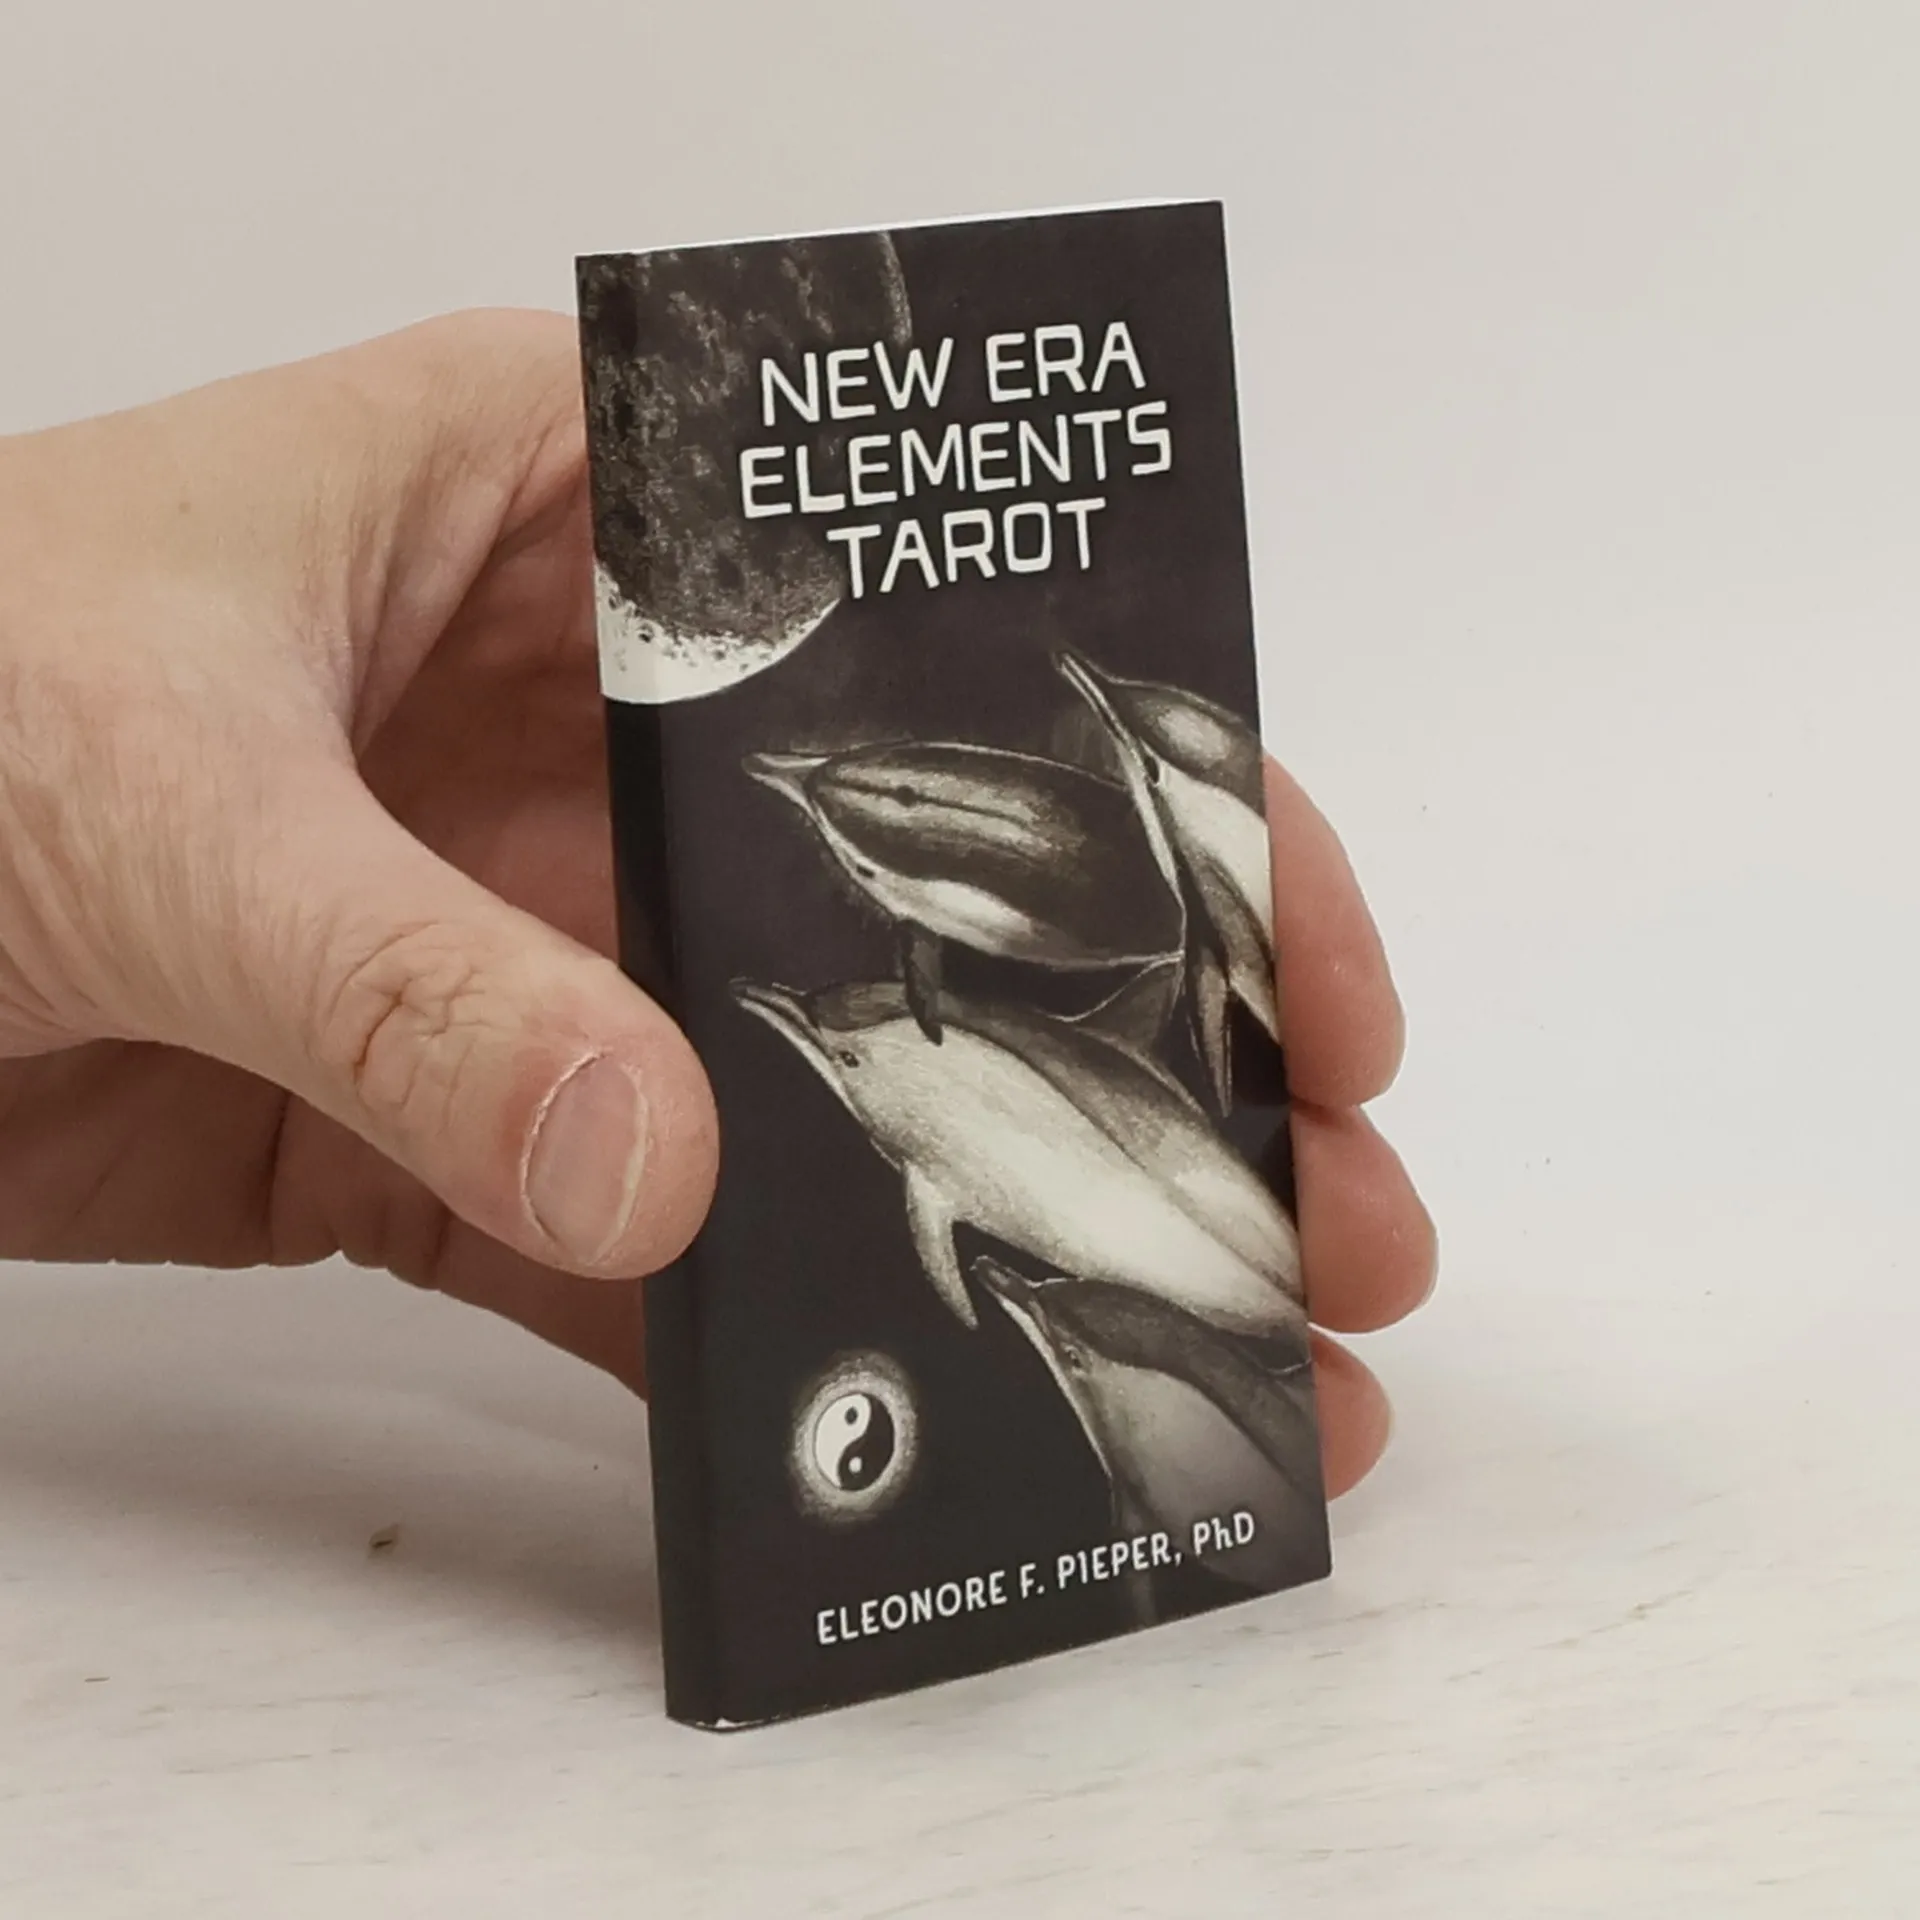 NEW ERA
ELEMENTS
TAROT
ELEONORE F. PIEPER, PhD